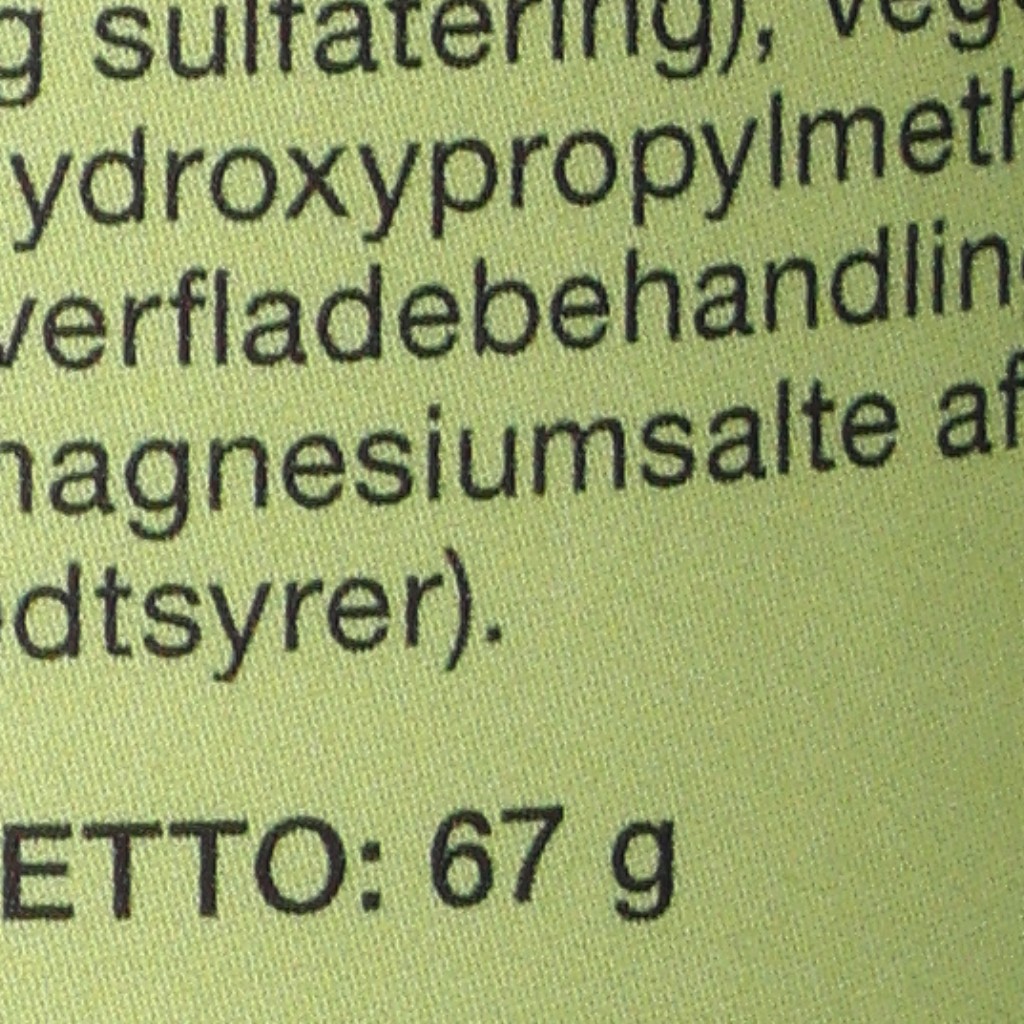 g sulfatering), veg
ydroxypropylmeth
verfladebehandlin
nagnesiumsalte af
edtsyrer).
ETTO: 67 g